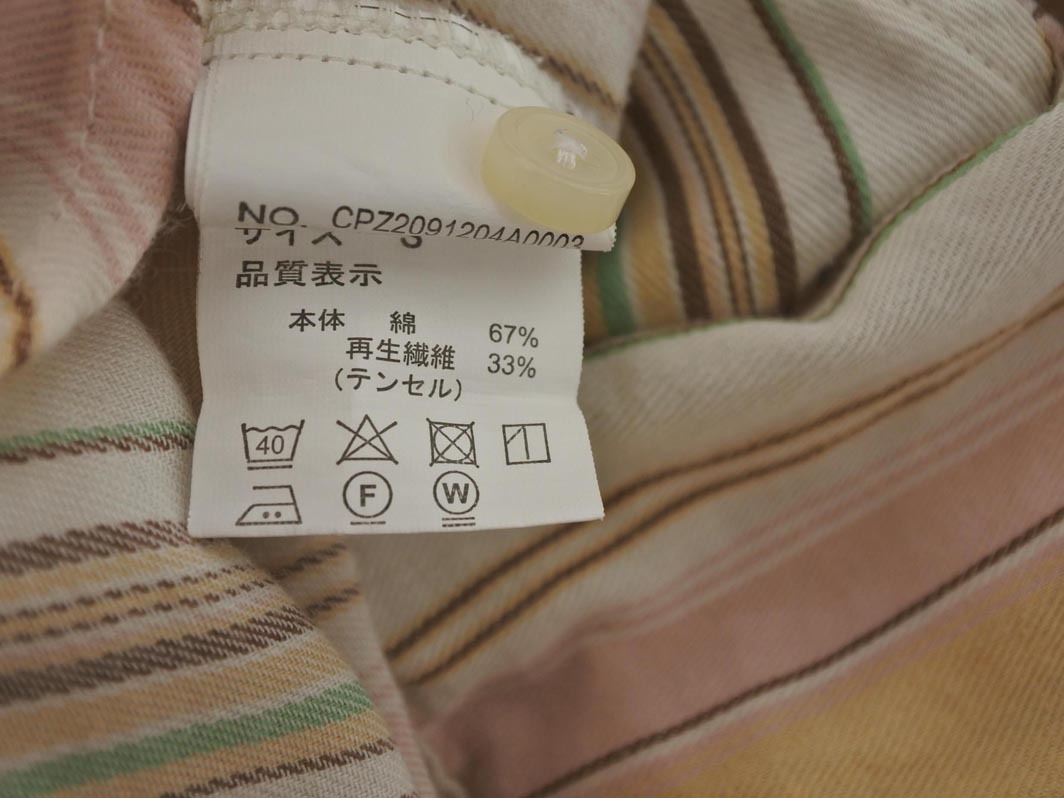 NO. CPZ2091204A0003
サイズ S
品質表示
本体 綿 67%
再生繊維 33%
(テンセル)
40
F W